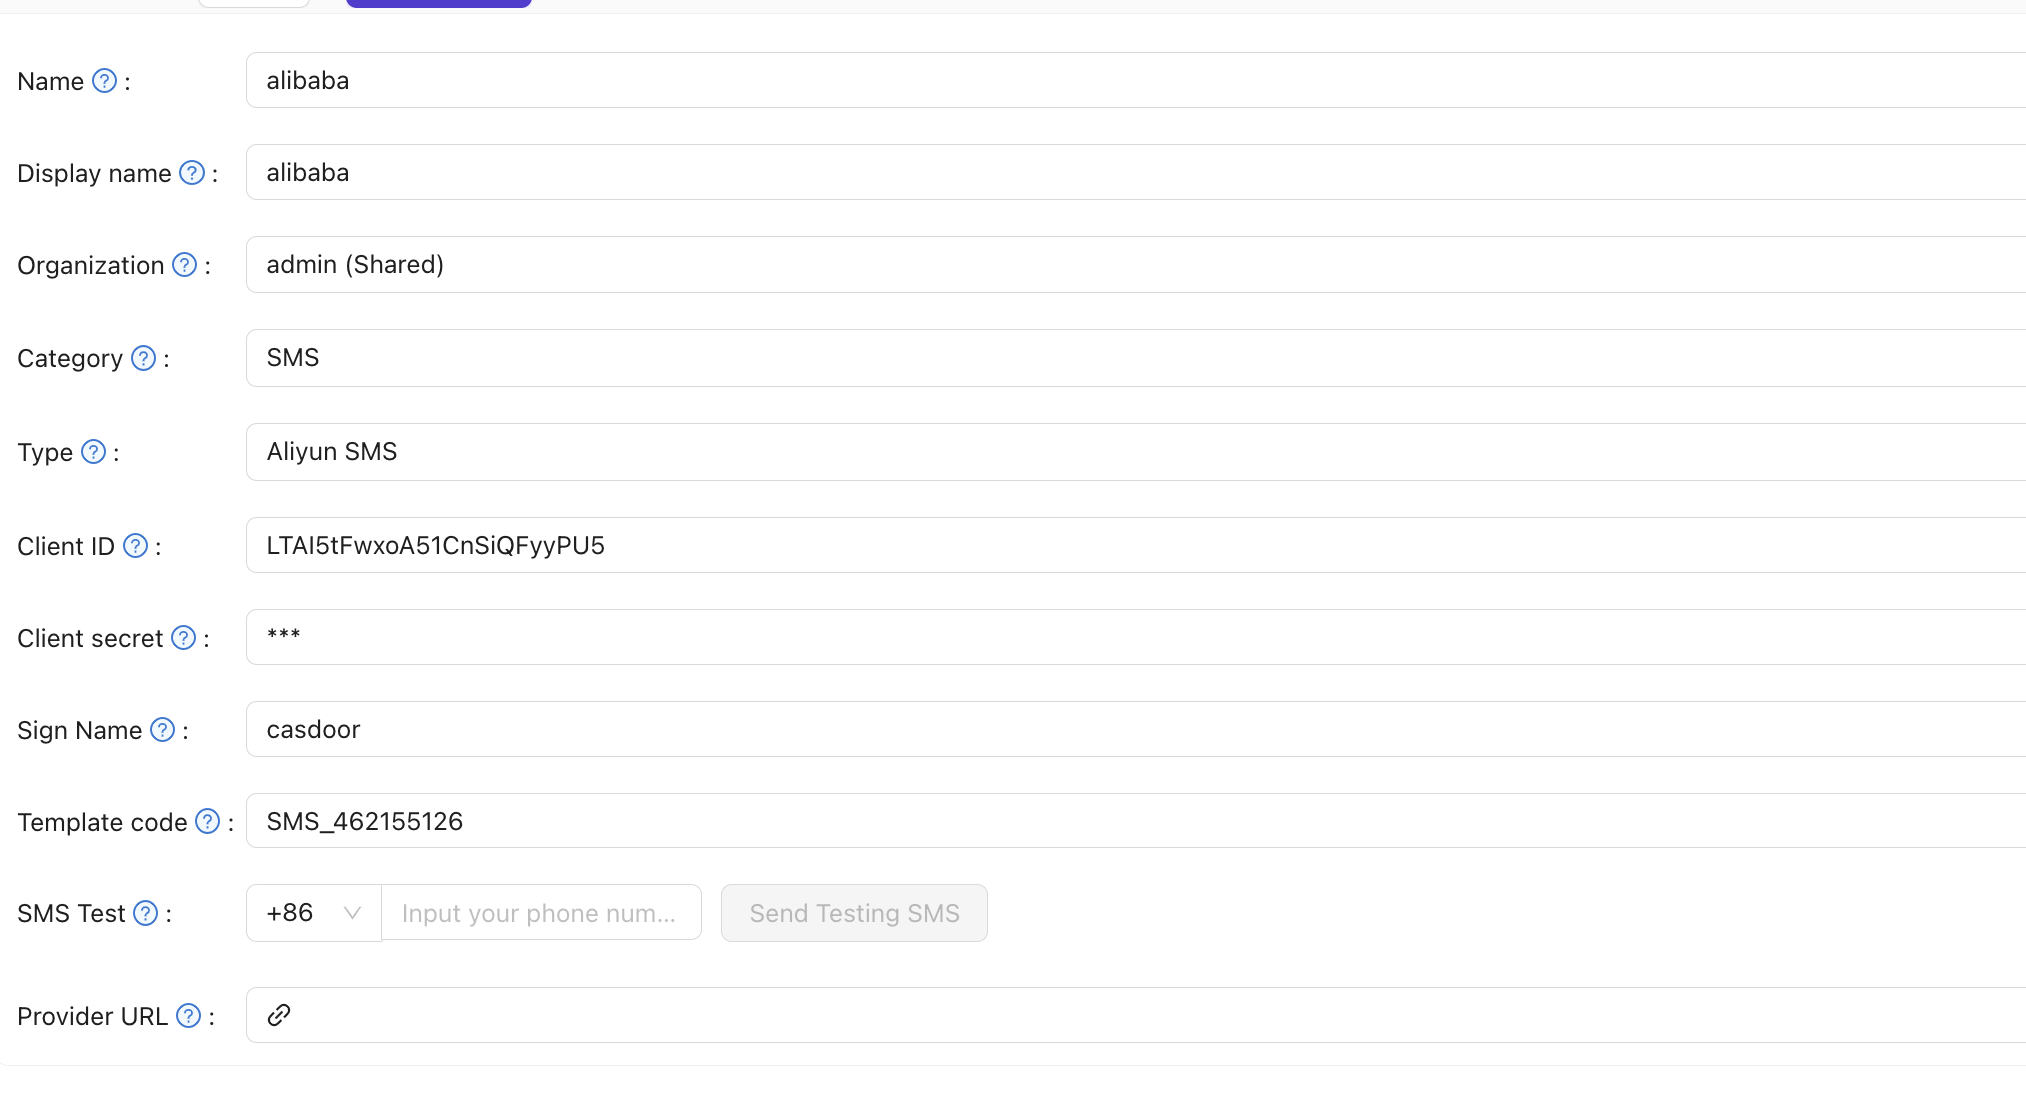 Name ? : alibaba
Display name ? : alibaba
Organization ? : admin (Shared)
Category ? : SMS
Type ? : Aliyun SMS
Client ID ? : LTAI5tFwxoA51CnSiQFyyPU5
Client secret ? : ***
Sign Name ? : casdoor
Template code ? : SMS_462155126
SMS Test ? : +86 Input your phone num... Send Testing SMS
Provider URL ? :